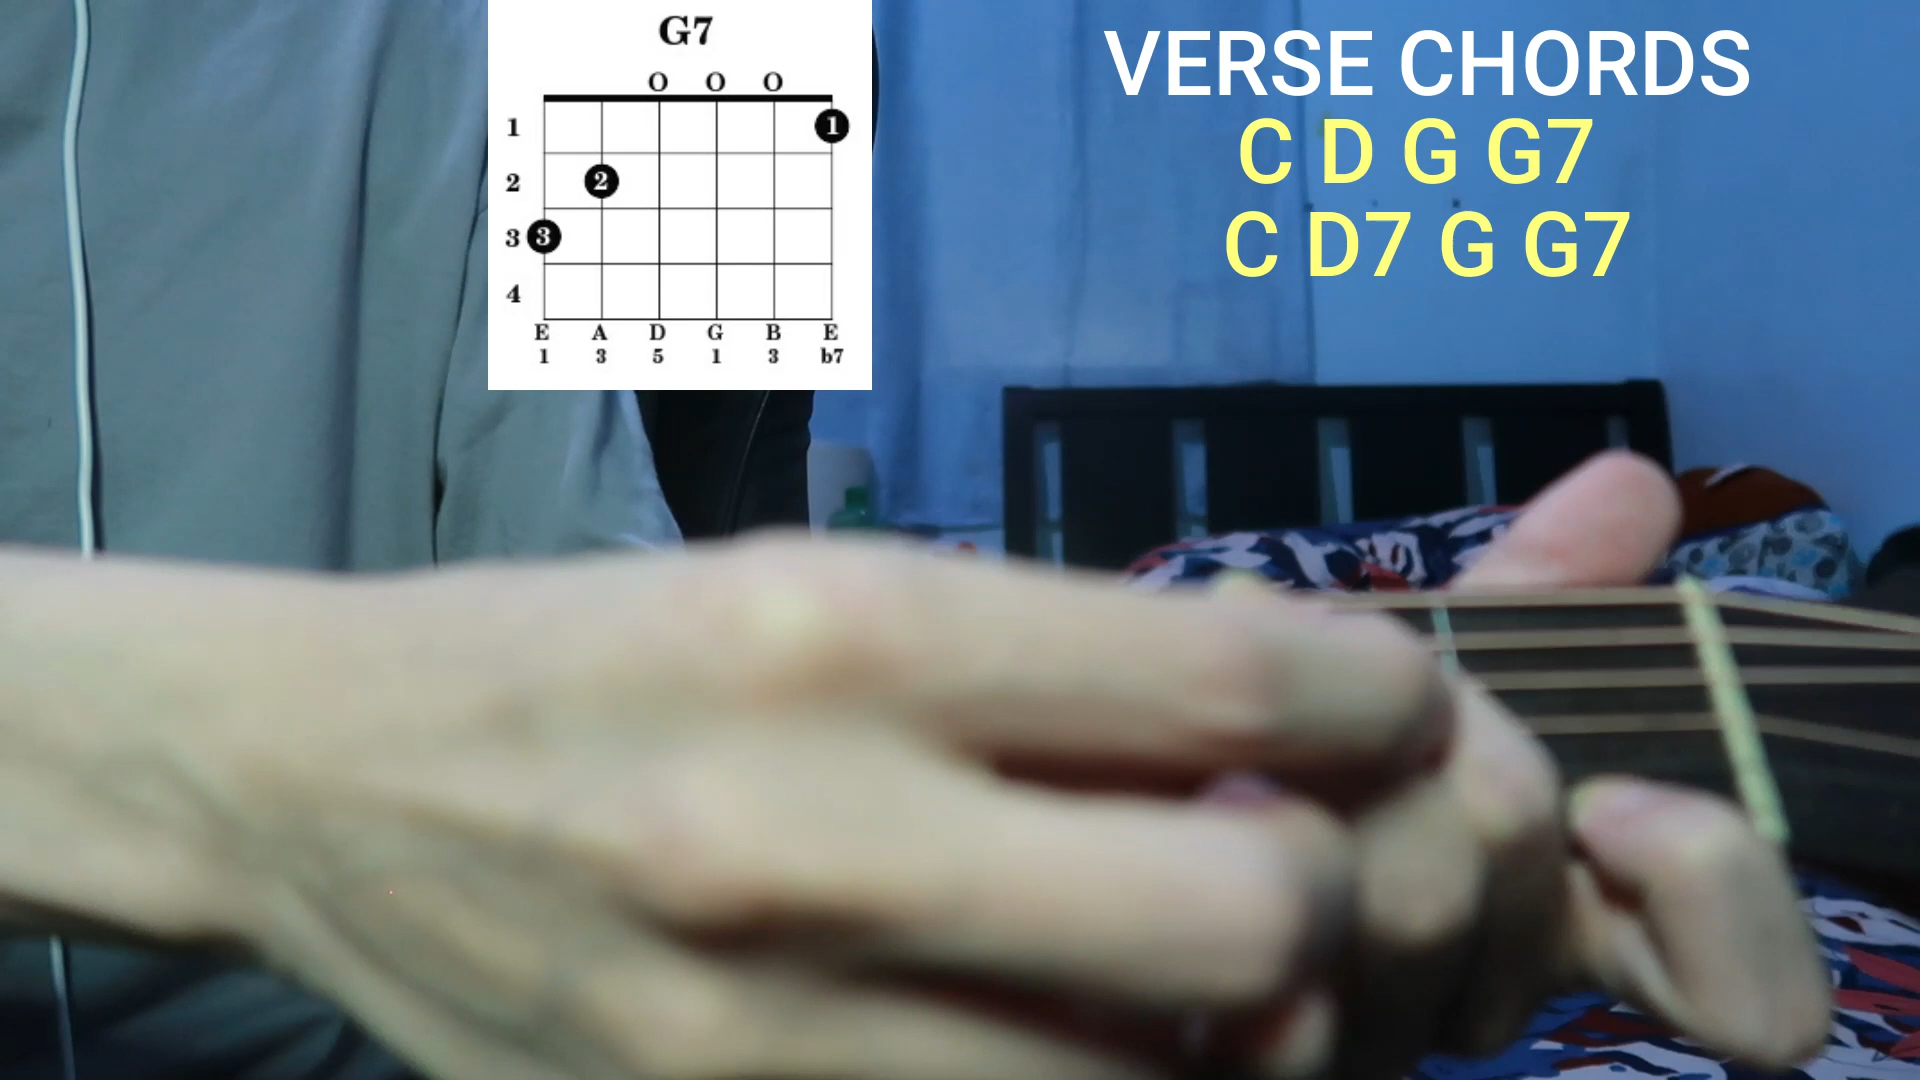 G7
O O O
1 1
2 2
3 3
4
E A D G B E
1 3 5 1 3 b7
VERSE CHORDS
C D G G7
C D7 G G7